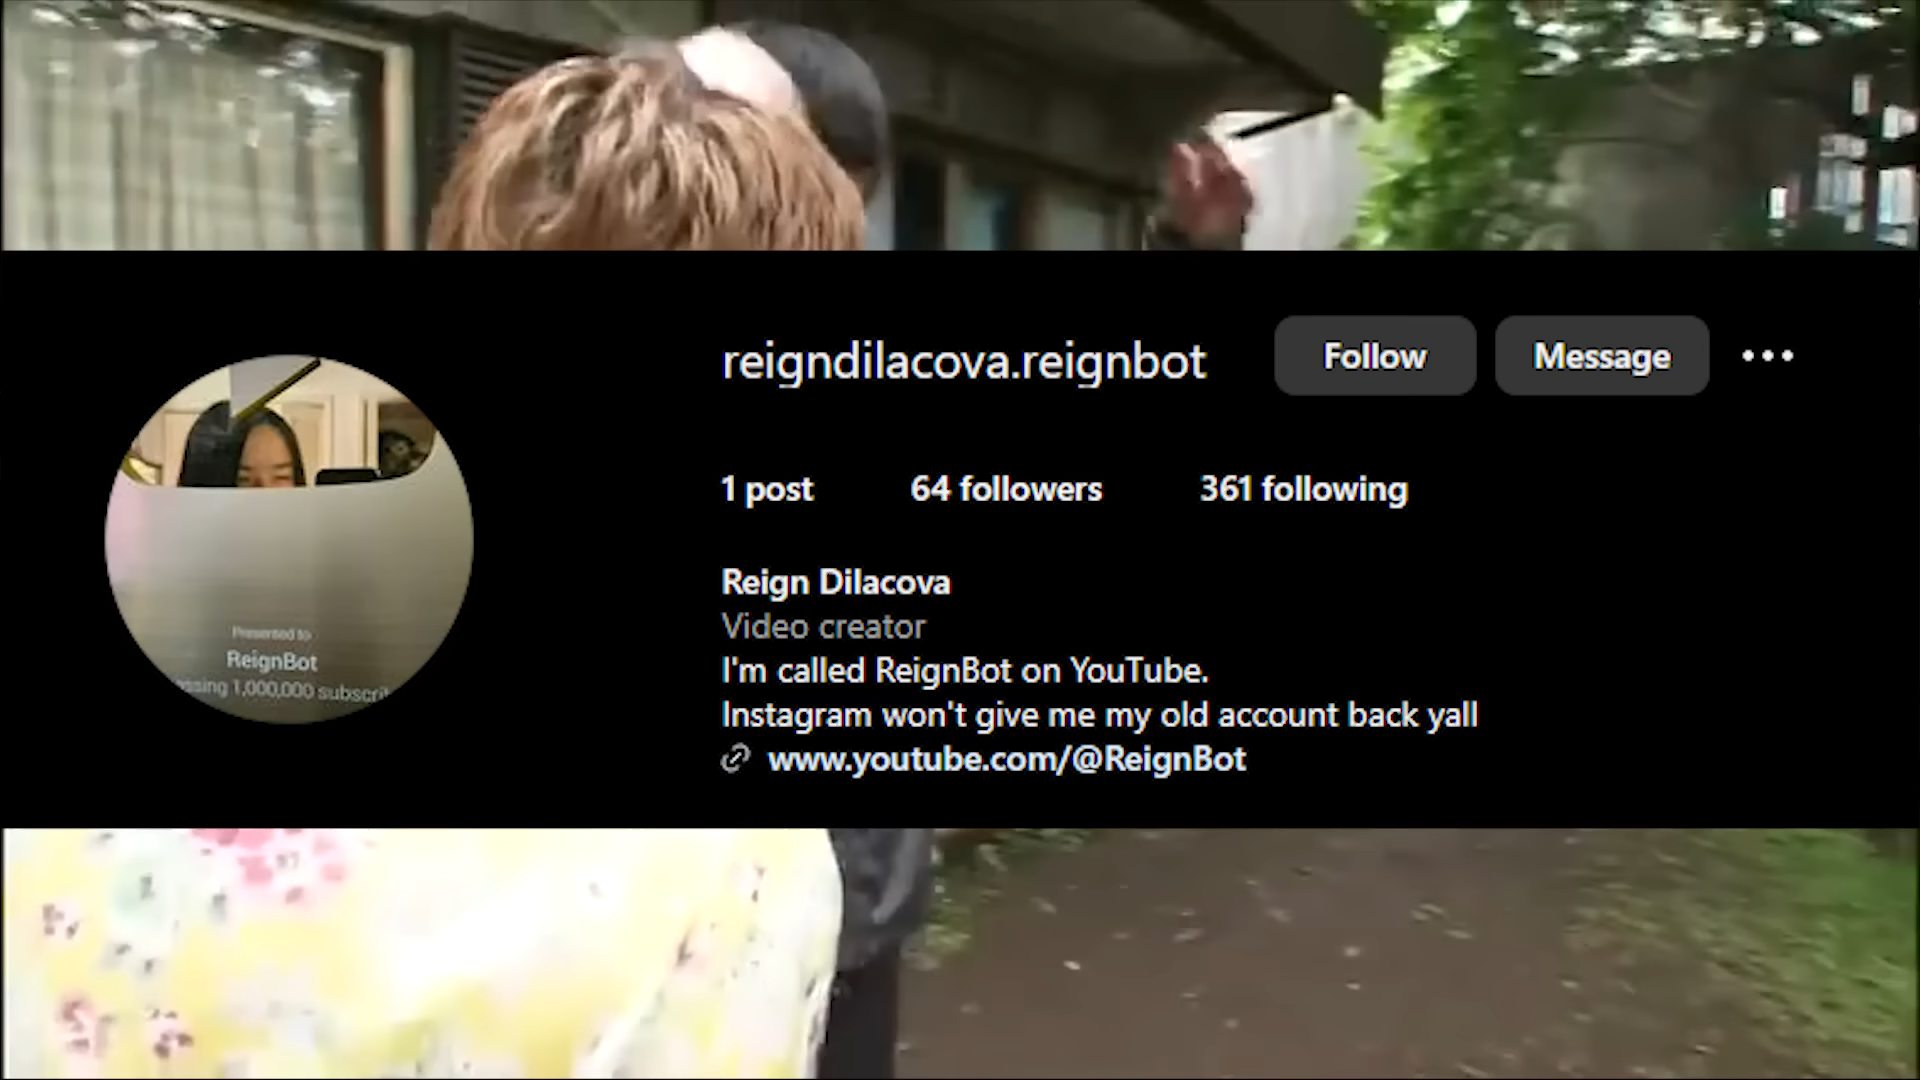 reigndilacova.reignbot
Follow
Message
1 post
64 followers
361 following
Reign Dilacova
Video creator
I'm called ReignBot on YouTube.
Instagram won't give me my old account back yall
www.youtube.com/@ReignBot
Presented to
ReignBot
1,000,000